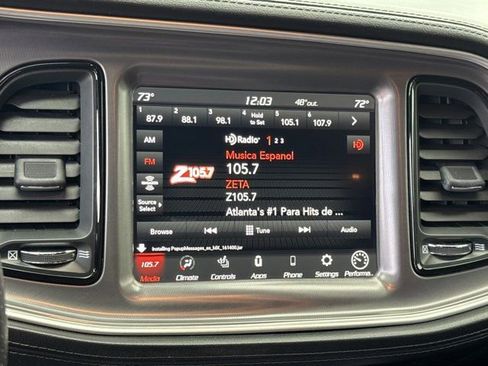 73° 12:03 48°out. 72°
1 2 3 4 5 6
87.9 88.1 98.1 Hold to Set 105.1 107.9
AM
HD Radio™ 1 2 3
Musica Espanol
FM
105.7
Z105.7
ZETA
Z105.7
Source Select
Atlanta's #1 Para Hits de ...
Browse Tune Audio
105.7
Media Climate Controls Apps Phone Settings Performa...